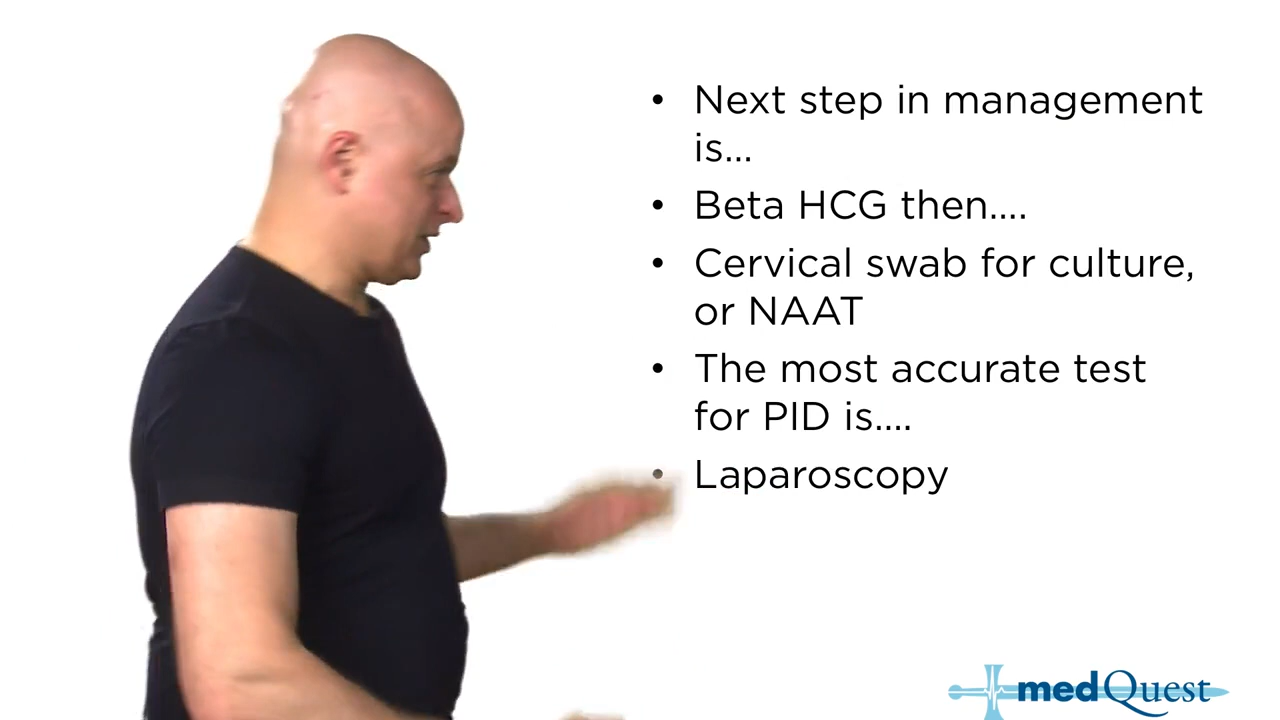 • Next step in management
is...
• Beta HCG then....
• Cervical swab for culture,
or NAAT
• The most accurate test
for PID is....
• Laparoscopy
medQuest